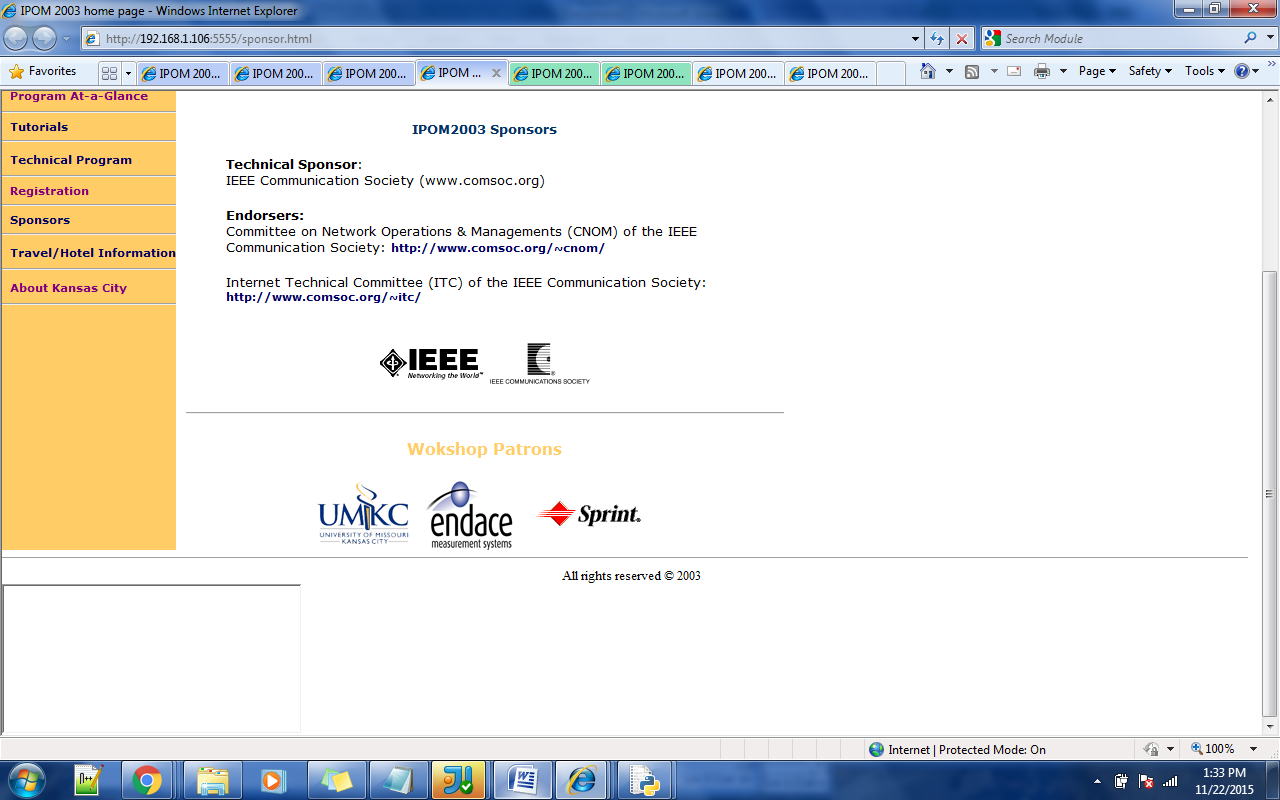 IPOM 2003 home page - Windows Internet Explorer
http://192.168.1.106:5555/sponsor.html
Search Module
Favorites
IPOM 200...
IPOM 200...
IPOM 200...
IPOM ...
IPOM 200...
IPOM 200...
IPOM 200...
IPOM 200...
Page
Safety
Tools
Program At-a-Glance
Tutorials
Technical Program
Registration
Sponsors
Travel/Hotel Information
About Kansas City
IPOM2003 Sponsors
Technical Sponsor:
IEEE Communication Society (www.comsoc.org)
Endorsers:
Committee on Network Operations & Managements (CNOM) of the IEEE
Communication Society: http://www.comsoc.org/~cnom/
Internet Technical Committee (ITC) of the IEEE Communication Society:
http://www.comsoc.org/~itc/
IEEE
Networking the World™
IEEE COMMUNICATIONS SOCIETY
Wokshop Patrons
UMKC
UNIVERSITY OF MISSOURI
KANSAS CITY
endace
measurement systems
Sprint.
All rights reserved © 2003
Internet | Protected Mode: On
100%
1:33 PM
11/22/2015